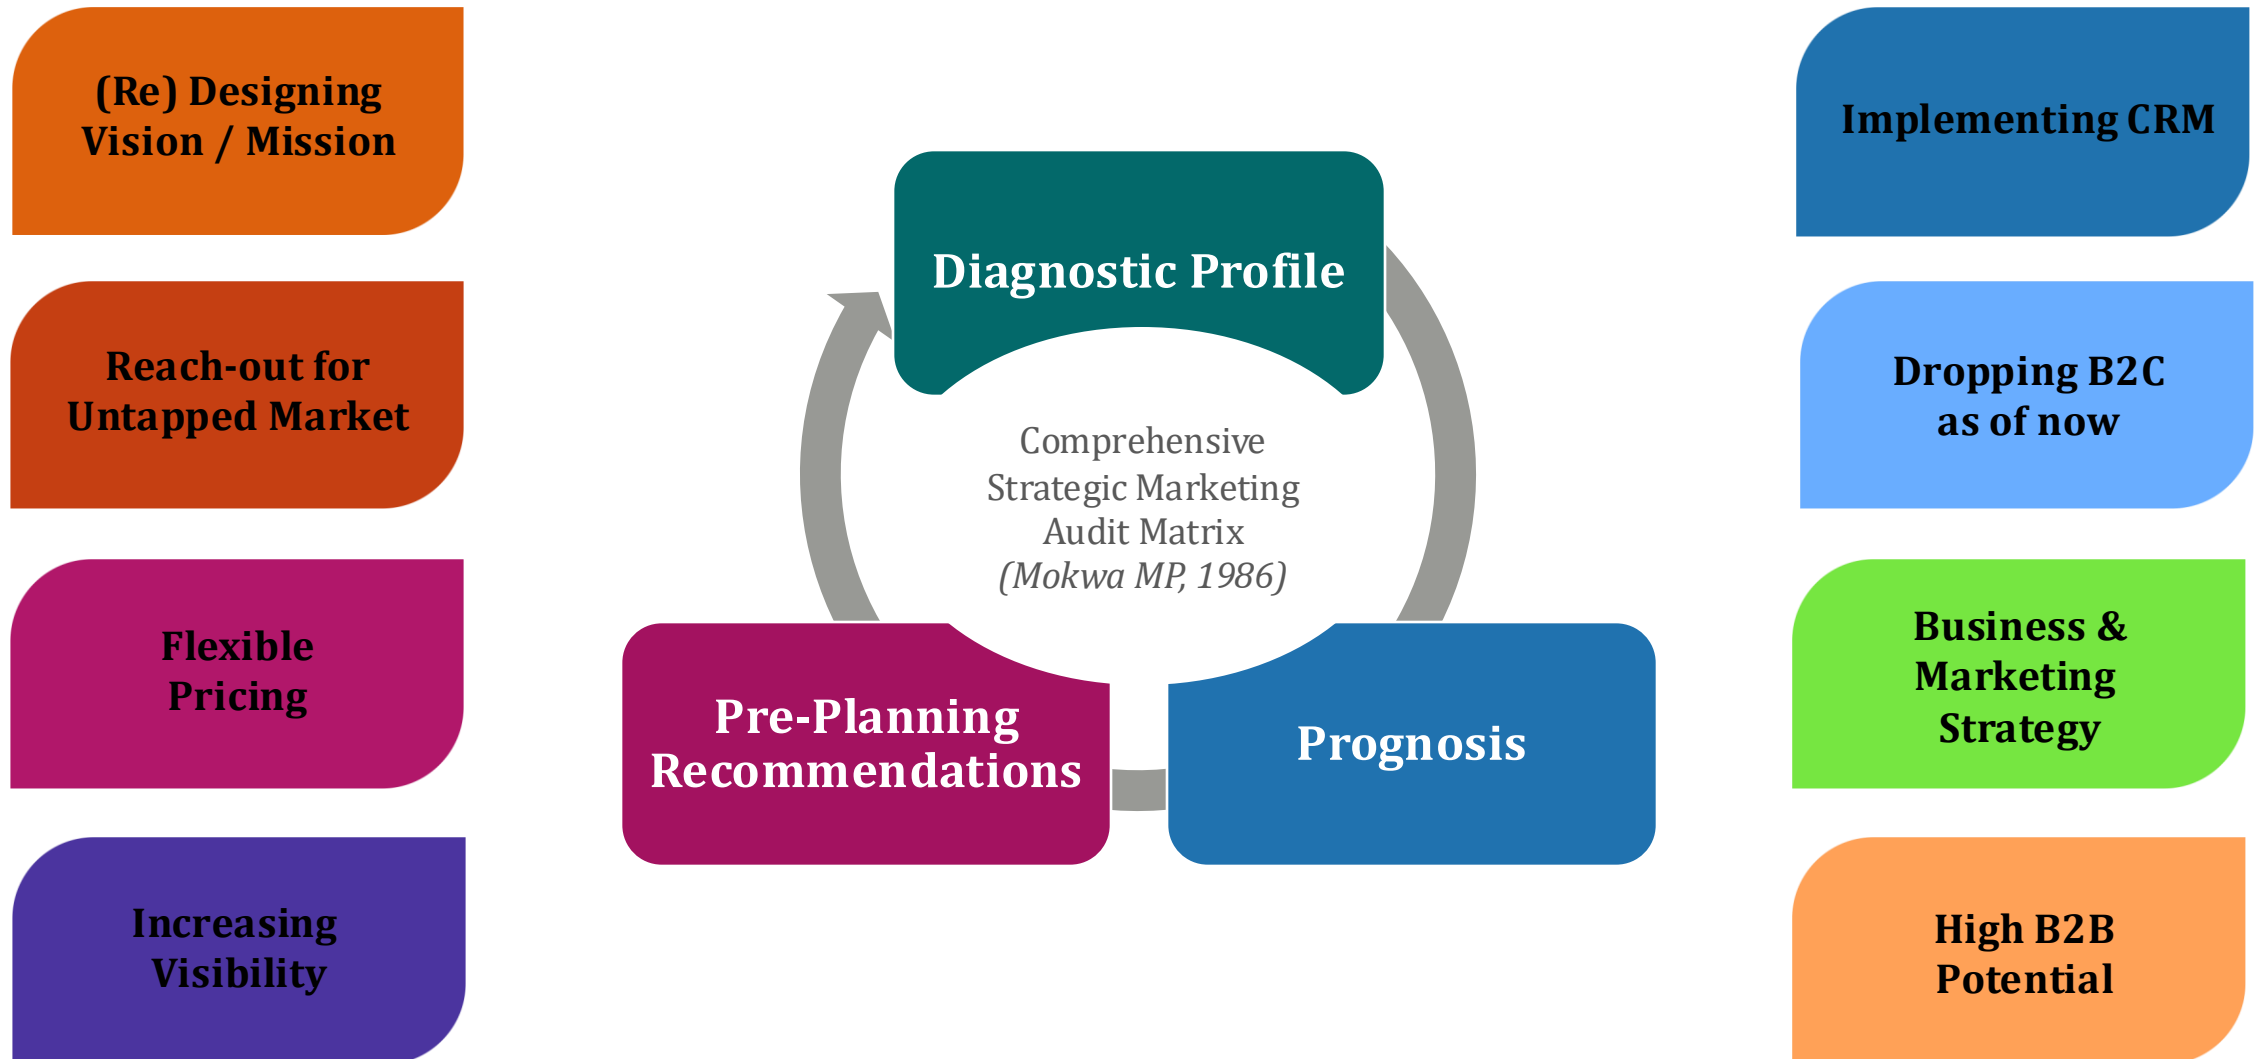 (Re) Designing
Vision / Mission
Reach-out for
Untapped Market
Flexible
Pricing
Increasing
Visibility
Diagnostic Profile
Comprehensive
Strategic Marketing
Audit Matrix
(Mokwa MP, 1986)
Pre-Planning
Recommendations
Prognosis
Implementing CRM
Dropping B2C
as of now
Business &
Marketing
Strategy
High B2B
Potential